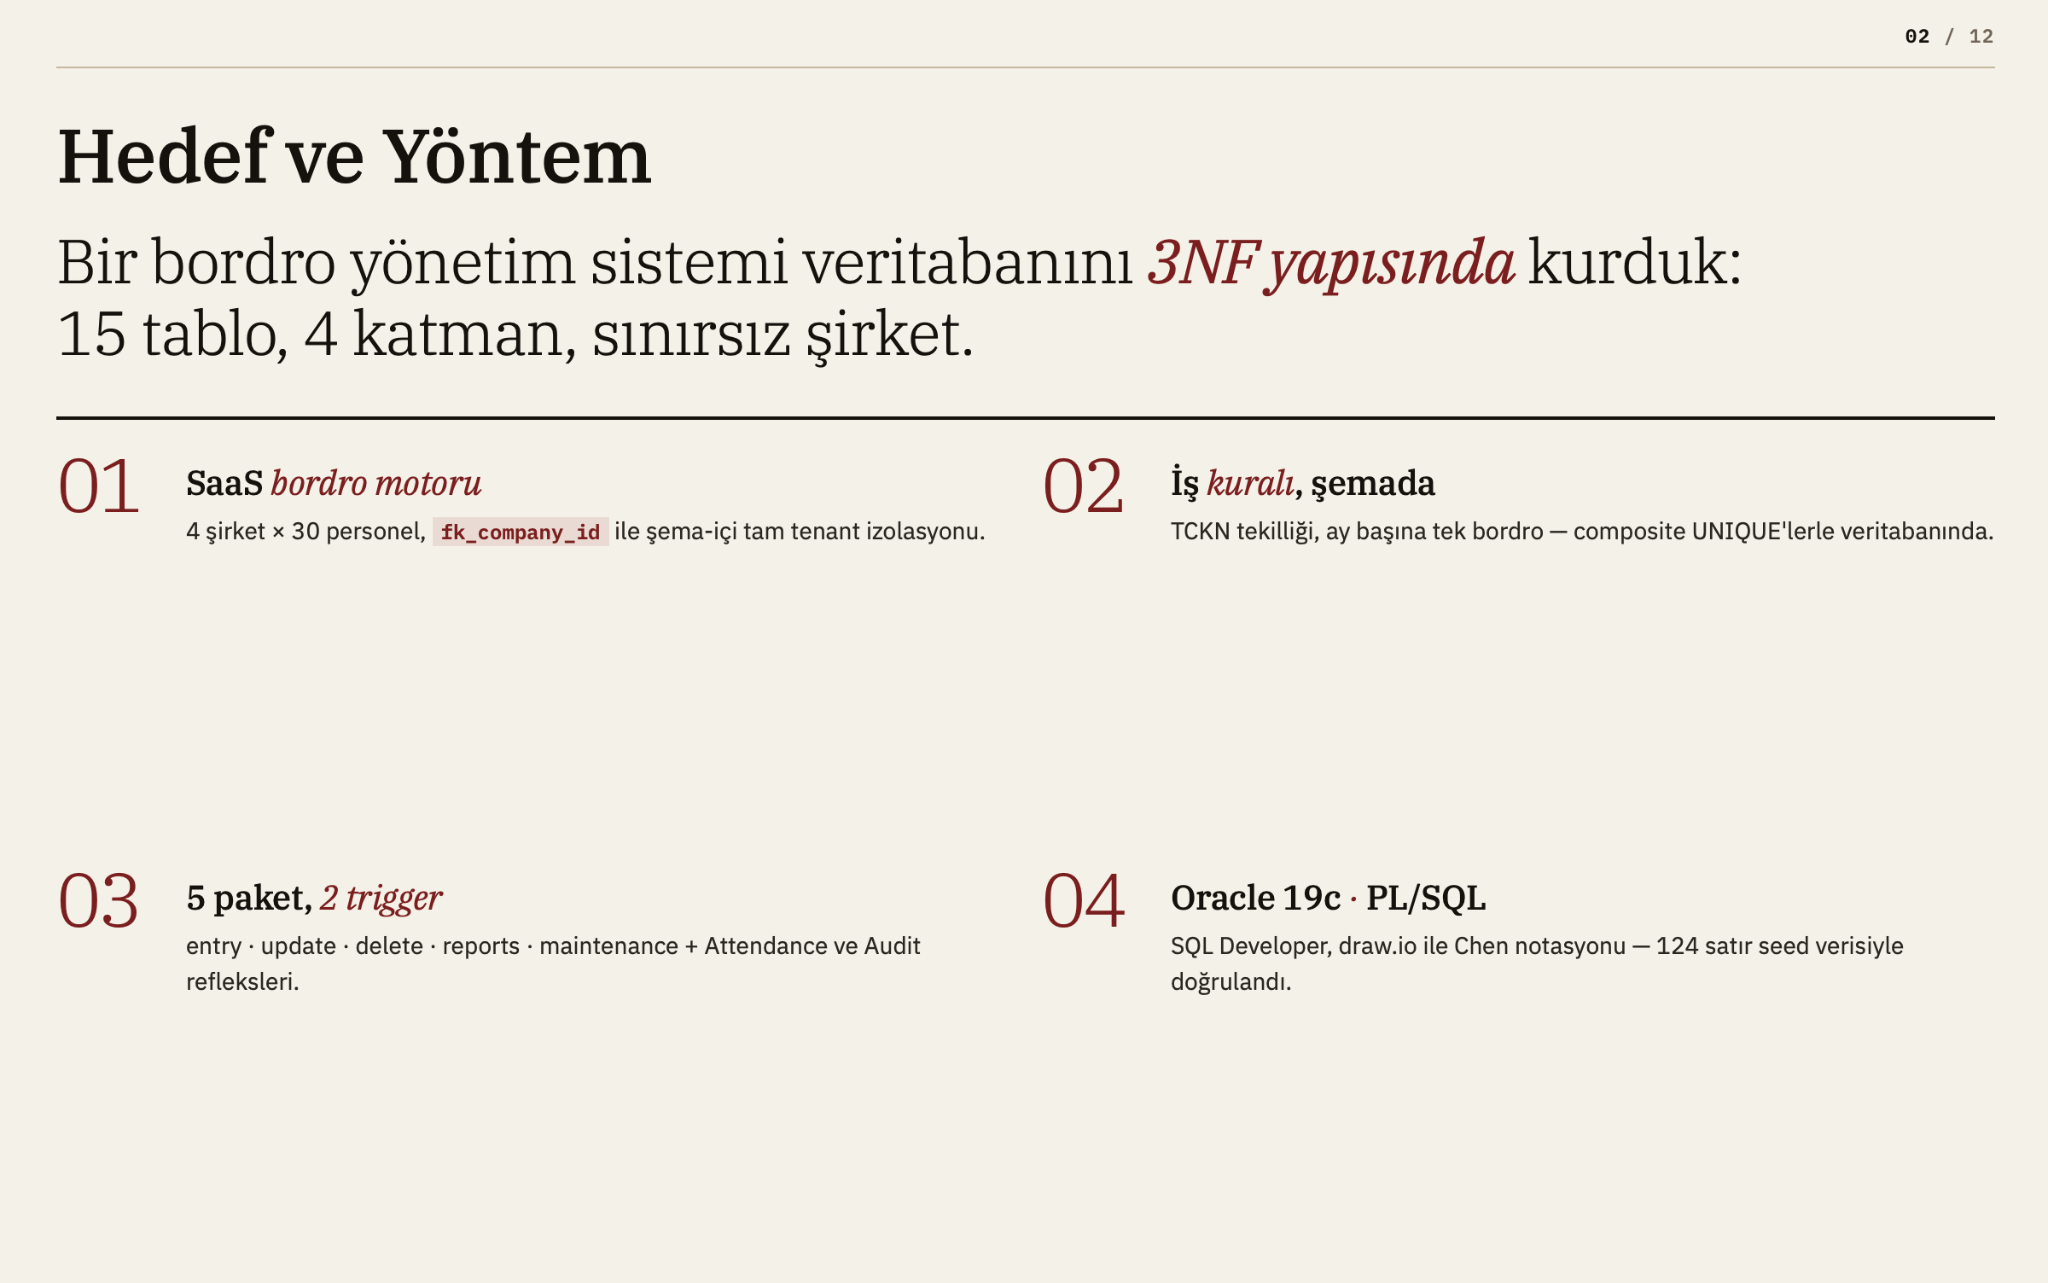 02 / 12
Hedef ve Yöntem
Bir bordro yönetim sistemi veritabanını 3NF yapısında kurduk:
15 tablo, 4 katman, sınırsız şirket.
01
SaaS bordro motoru
4 şirket × 30 personel, fk_company_id ile şema-içi tam tenant izolasyonu.
02
İş kuralı, şemada
TCKN tekilliği, ay başına tek bordro — composite UNIQUE'lerle veritabanında.
03
5 paket, 2 trigger
entry · update · delete · reports · maintenance + Attendance ve Audit
refleksleri.
04
Oracle 19c · PL/SQL
SQL Developer, draw.io ile Chen notasyonu — 124 satır seed verisiyle
doğrulandı.